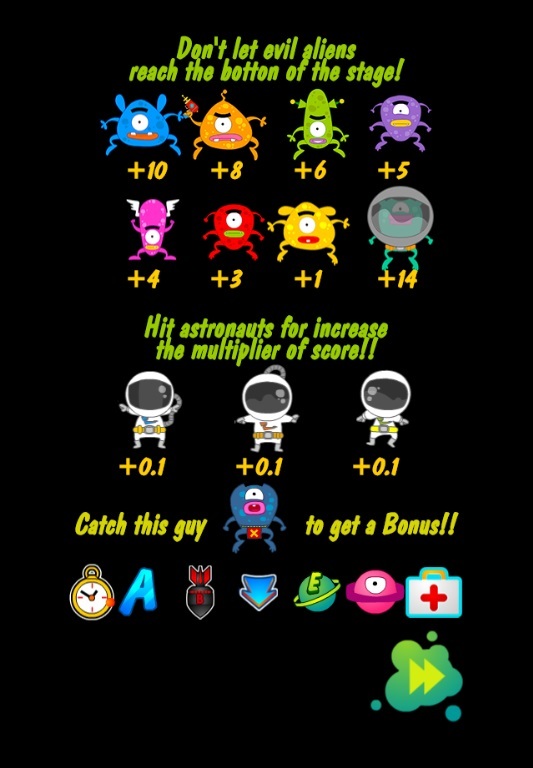 Don't let evil aliens
reach the botton of the stage!
+10 +8 +6 +5
+4 +3 +1 +14
Hit astronauts for increase
the multiplier of score!!
+0.1 +0.1 +0.1
Catch this guy to get a Bonus!!
A E